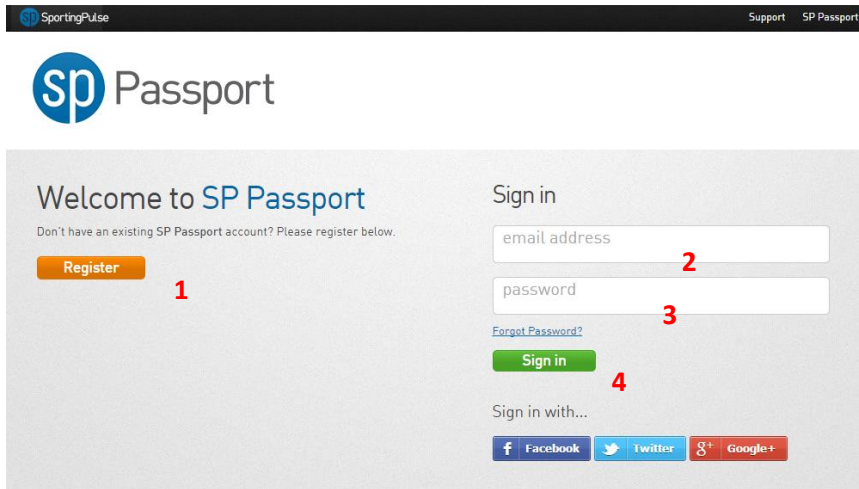 sp SportingPulse
Support SP Passport
sp Passport
Welcome to SP Passport
Don't have an existing SP Passport account? Please register below.
Register
1
Sign in
email address
2
password
3
Forgot Password?
Sign in
4
Sign in with...
f Facebook
Twitter
g+ Google+